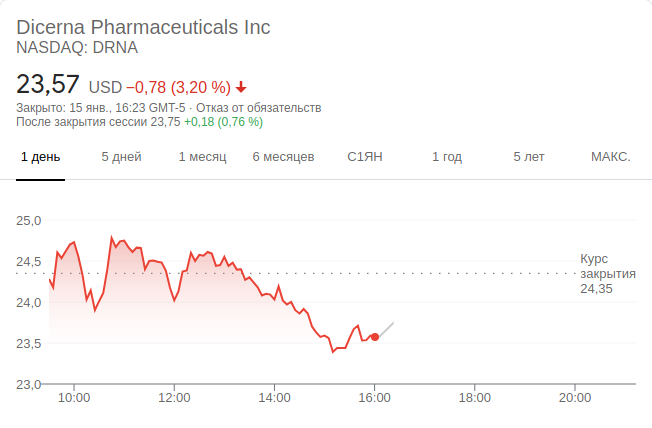 Dicerna Pharmaceuticals Inc
NASDAQ: DRNA
23,57 USD −0,78 (3,20 %)
Закрыто: 15 янв., 16:23 GMT-5 · Отказ от обязательств
После закрытия сессии 23,75 +0,18 (0,76 %)
1 день 5 дней 1 месяц 6 месяцев С1ЯН 1 год 5 лет МАКС.
25,0
24,5
24,0
23,5
23,0
Курс
закрытия
24,35
10:00 12:00 14:00 16:00 18:00 20:00